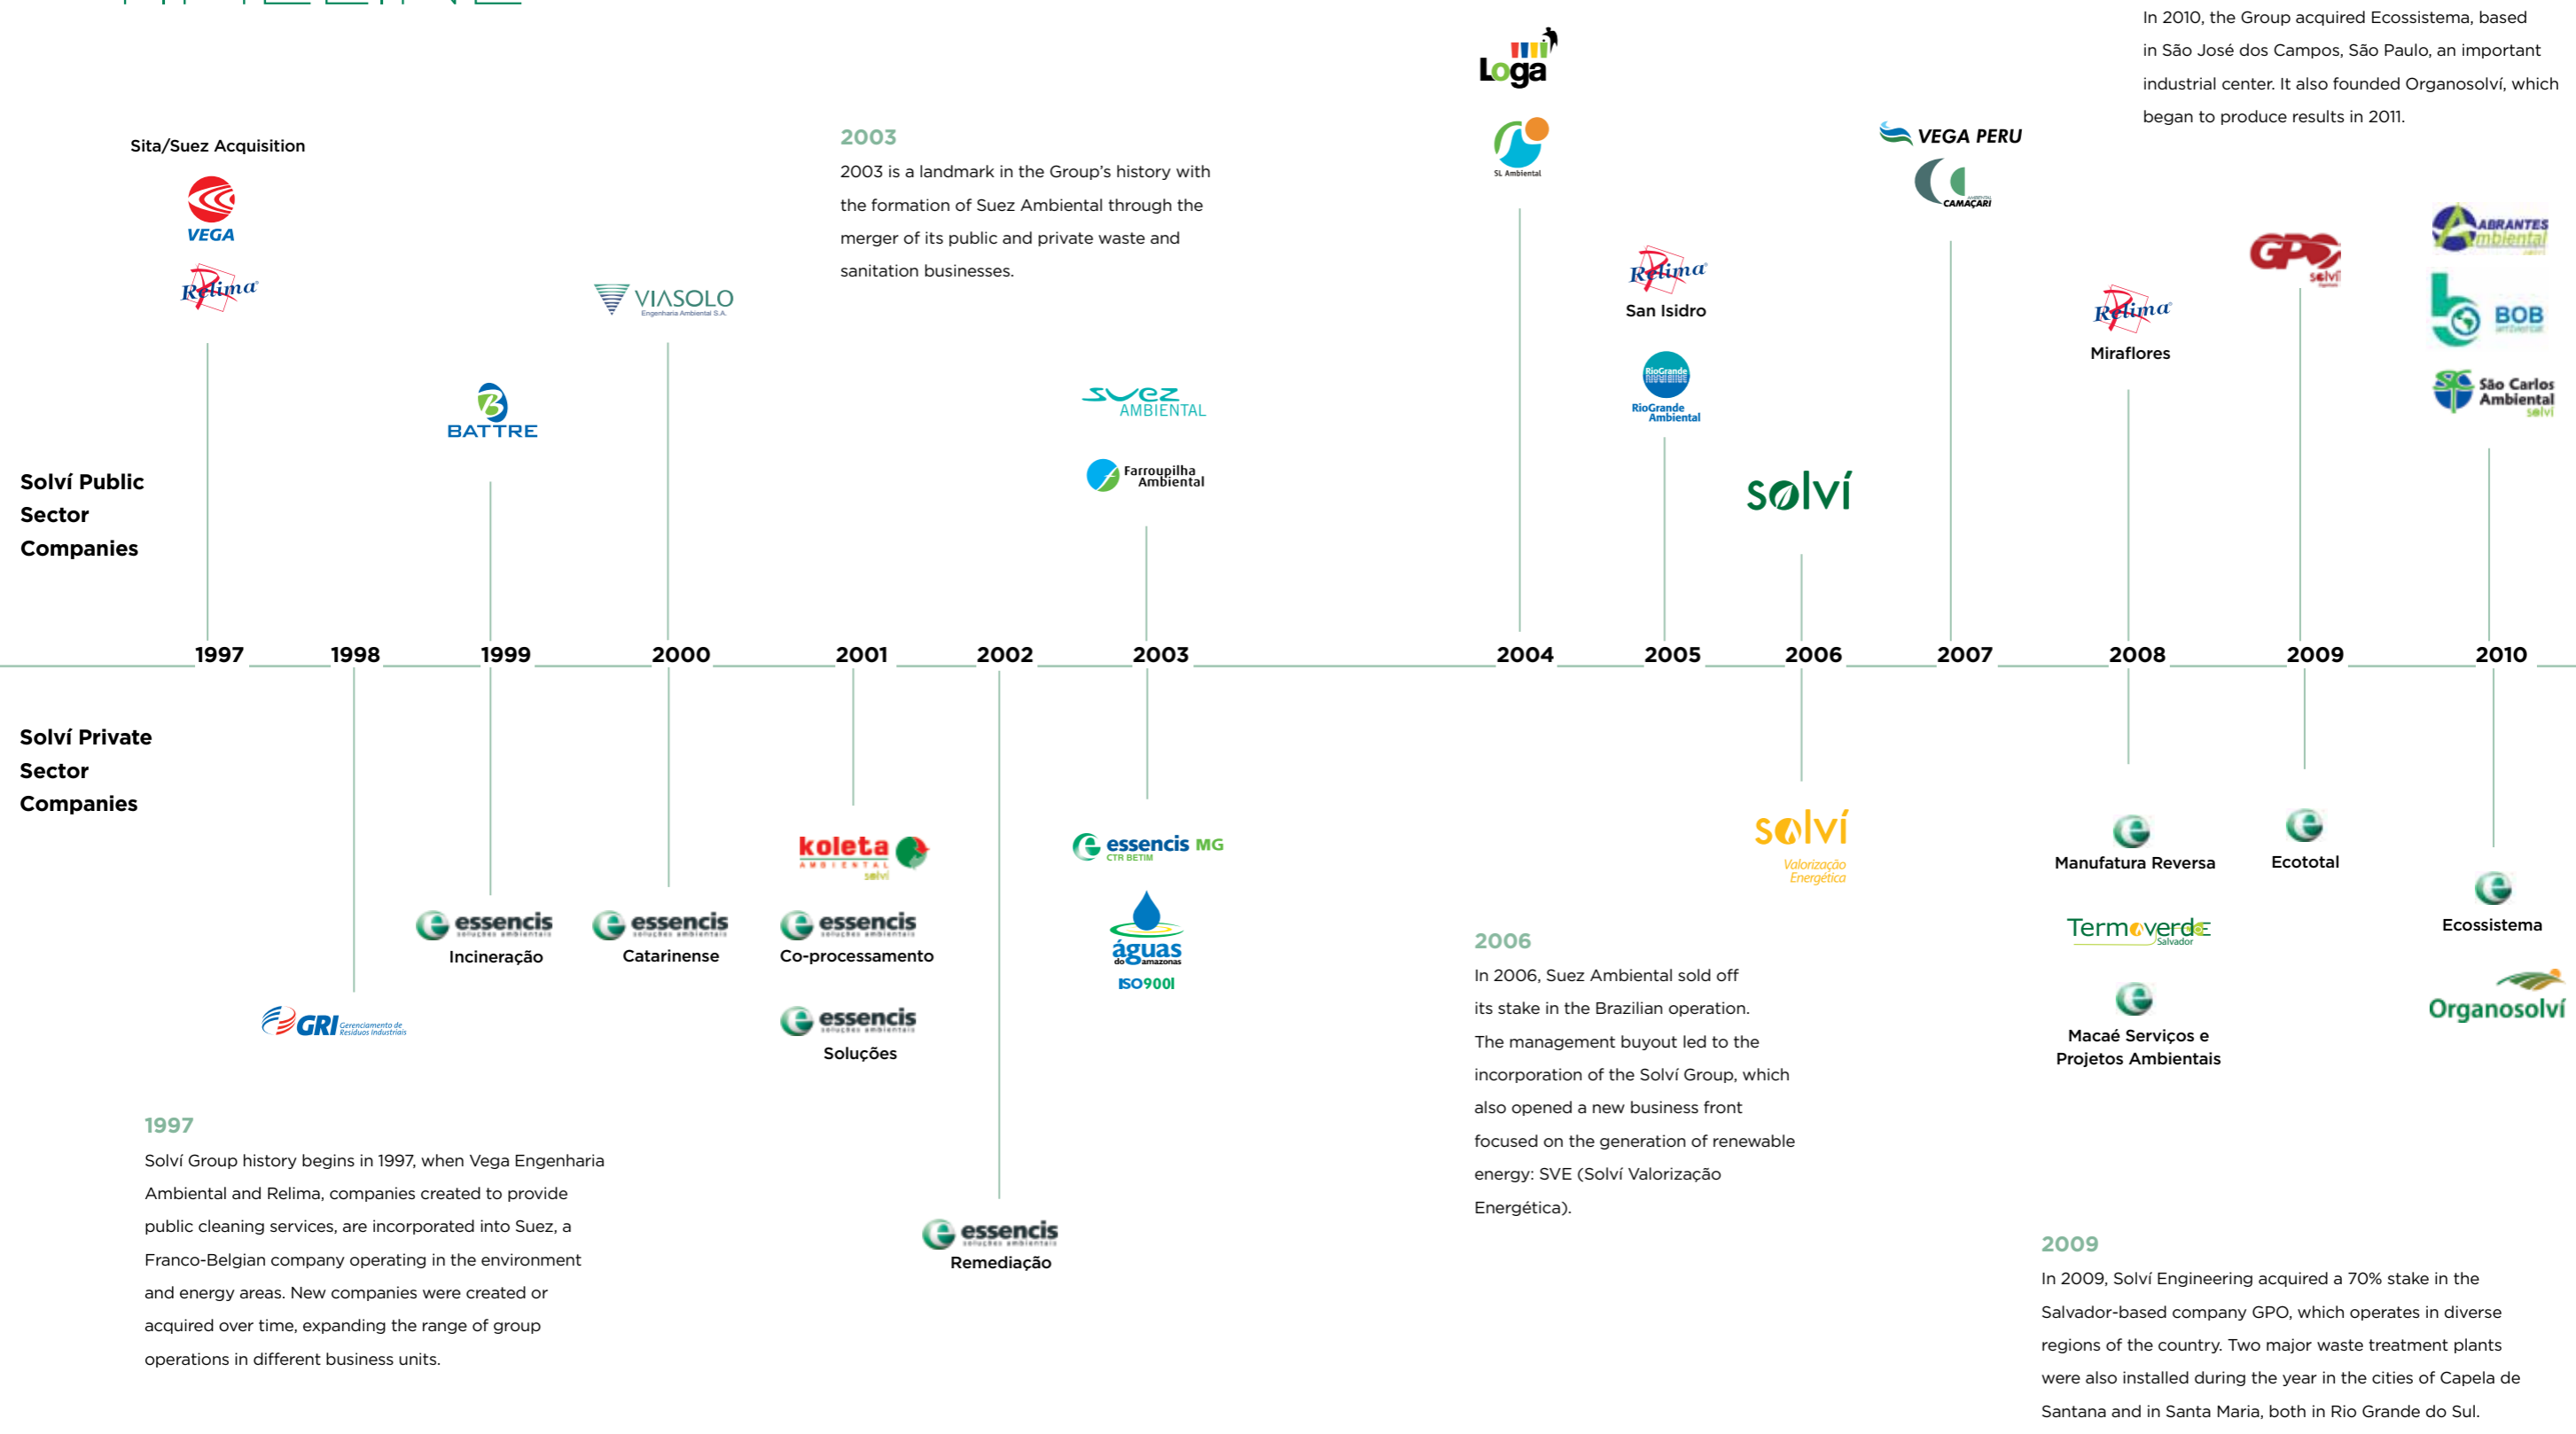 In 2010, the Group acquired Ecossistema, based
in São José dos Campos, São Paulo, an important
industrial center. It also founded Organosolví, which
began to produce results in 2011.
Sita/Suez Acquisition
VEGA
Relima
BATTRE
VIASOLO
Engenharia Ambiental S.A.
2003
2003 is a landmark in the Group's history with
the formation of Suez Ambiental through the
merger of its public and private waste and
sanitation businesses.
suez
AMBIENTAL
Farroupilha
Ambiental
Loga
SL Ambiental
Relima
San Isidro
RioGrande
RioGrande
Ambiental
solví
VEGA PERU
CAMAÇARI
Relima
Miraflores
GPO
solví
ABRANTES
Ambiental
solví
BOB
ambiental
São Carlos
Ambiental
solví
Solví Public
Sector
Companies
1997
1998
1999
2000
2001
2002
2003
2004
2005
2006
2007
2008
2009
2010
Solví Private
Sector
Companies
GRI Gerenciamento de
Resíduos Industriais
essencis
soluções ambientais
Incineração
essencis
soluções ambientais
Catarinense
koleta
AMBIENTAL
solví
essencis
soluções ambientais
Co-processamento
essencis
soluções ambientais
Soluções
essencis
soluções ambientais
Remediação
essencis MG
CTR BETIM
águas
do amazonas
ISO9001
solví
Valorização
Energética
e
Manufatura Reversa
Termoverde
Salvador
e
Macaé Serviços e
Projetos Ambientais
e
Ecototal
e
Ecossistema
Organosolví
1997
Solví Group history begins in 1997, when Vega Engenharia
Ambiental and Relima, companies created to provide
public cleaning services, are incorporated into Suez, a
Franco-Belgian company operating in the environment
and energy areas. New companies were created or
acquired over time, expanding the range of group
operations in different business units.
2006
In 2006, Suez Ambiental sold off
its stake in the Brazilian operation.
The management buyout led to the
incorporation of the Solví Group, which
also opened a new business front
focused on the generation of renewable
energy: SVE (Solví Valorização
Energética).
2009
In 2009, Solví Engineering acquired a 70% stake in the
Salvador-based company GPO, which operates in diverse
regions of the country. Two major waste treatment plants
were also installed during the year in the cities of Capela de
Santana and in Santa Maria, both in Rio Grande do Sul.